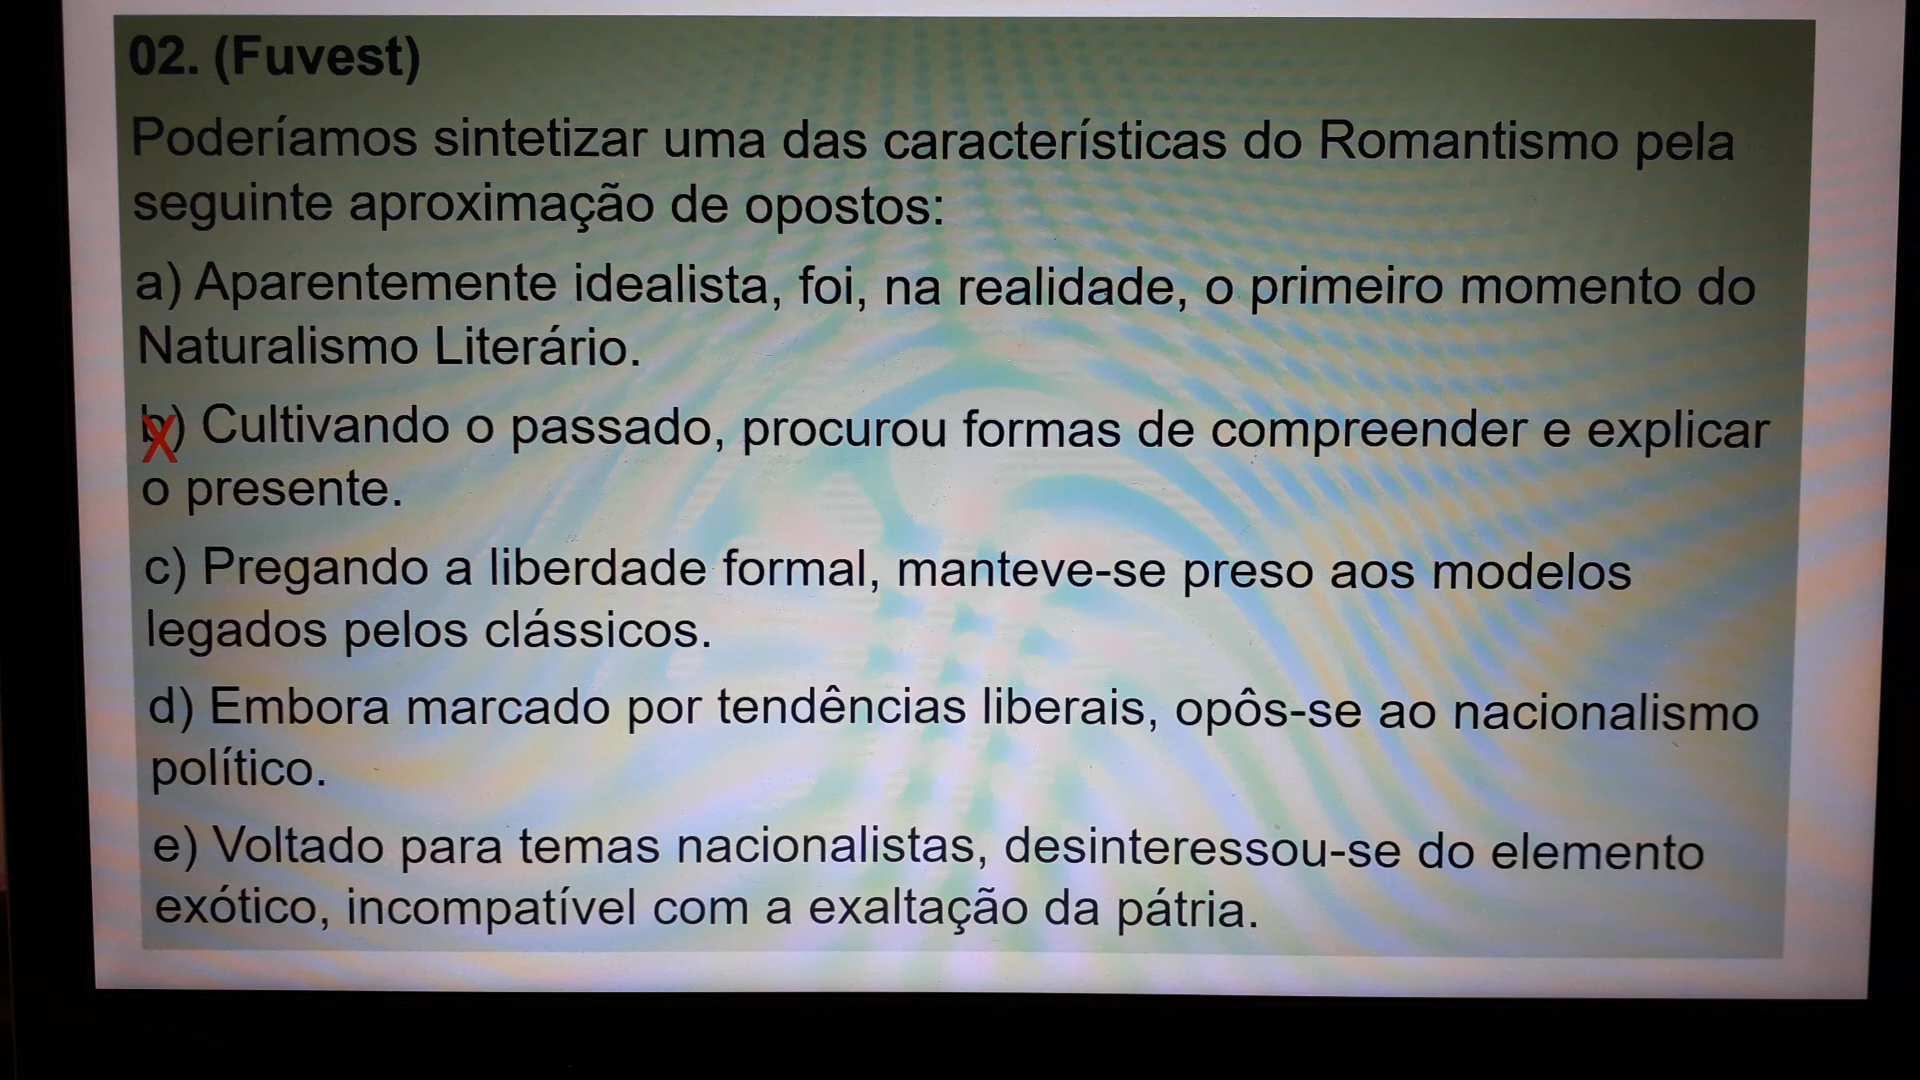 02. (Fuvest)
Poderíamos sintetizar uma das características do Romantismo pela
seguinte aproximação de opostos:
a) Aparentemente idealista, foi, na realidade, o primeiro momento do
Naturalismo Literário.
b) Cultivando o passado, procurou formas de compreender e explicar
o presente.
c) Pregando a liberdade formal, manteve-se preso aos modelos
legados pelos clássicos.
d) Embora marcado por tendências liberais, opôs-se ao nacionalismo
político.
e) Voltado para temas nacionalistas, desinteressou-se do elemento
exótico, incompatível com a exaltação da pátria.